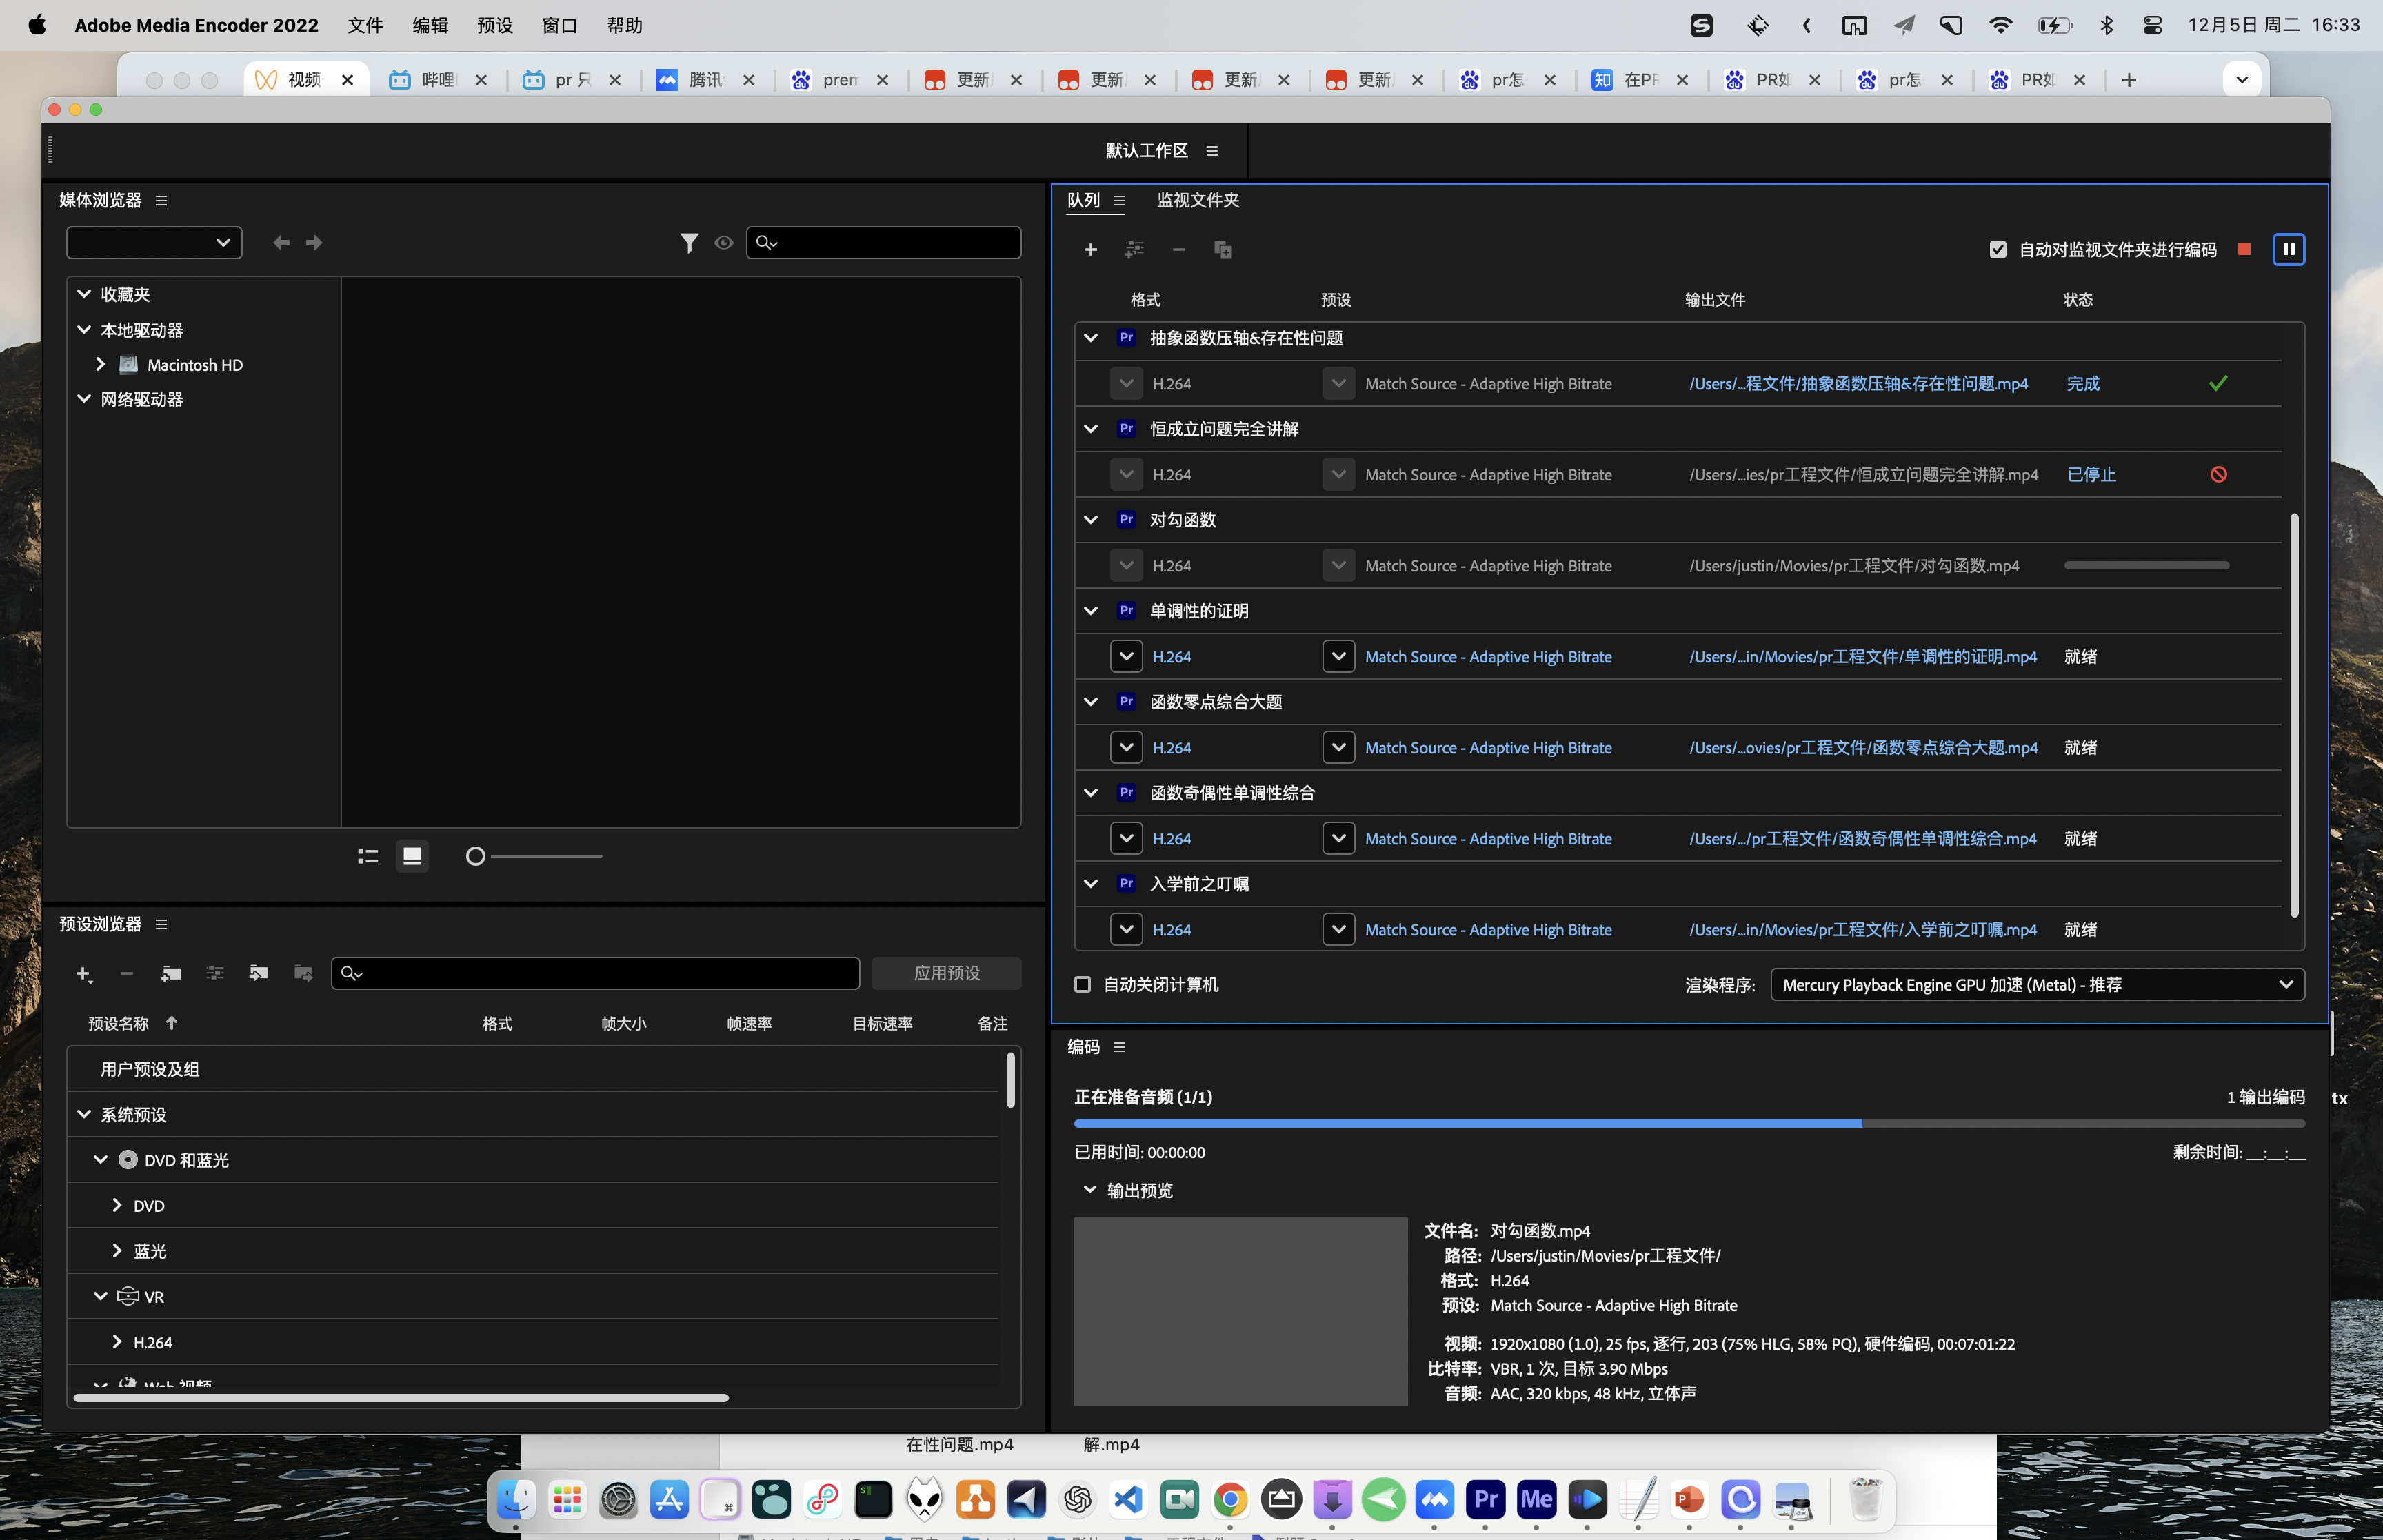 Adobe Media Encoder 2022 文件 编辑 预设 窗口 帮助 12月5日 周二 16:33
视频 哔哩 pr 只 腾讯 prem 更新 更新 更新 更新 pr怎 知 在PR PR如 pr怎 PR如
默认工作区
媒体浏览器
收藏夹
本地驱动器
Macintosh HD
网络驱动器
队列 监视文件夹
自动对监视文件夹进行编码
格式 预设 输出文件 状态
Pr 抽象函数压轴&存在性问题
H.264 Match Source - Adaptive High Bitrate /Users/...程文件/抽象函数压轴&存在性问题.mp4 完成
Pr 恒成立问题完全讲解
H.264 Match Source - Adaptive High Bitrate /Users/...ies/pr工程文件/恒成立问题完全讲解.mp4 已停止
Pr 对勾函数
H.264 Match Source - Adaptive High Bitrate /Users/justin/Movies/pr工程文件/对勾函数.mp4
Pr 单调性的证明
H.264 Match Source - Adaptive High Bitrate /Users/...in/Movies/pr工程文件/单调性的证明.mp4 就绪
Pr 函数零点综合大题
H.264 Match Source - Adaptive High Bitrate /Users/...ovies/pr工程文件/函数零点综合大题.mp4 就绪
Pr 函数奇偶性单调性综合
H.264 Match Source - Adaptive High Bitrate /Users/.../pr工程文件/函数奇偶性单调性综合.mp4 就绪
Pr 入学前之叮嘱
H.264 Match Source - Adaptive High Bitrate /Users/...in/Movies/pr工程文件/入学前之叮嘱.mp4 就绪
自动关闭计算机 渲染程序: Mercury Playback Engine GPU 加速 (Metal) - 推荐
预设浏览器
应用预设
预设名称 格式 帧大小 帧速率 目标速率 备注
用户预设及组
系统预设
DVD 和蓝光
DVD
蓝光
VR
H.264
Web 视频
编码
正在准备音频 (1/1) 1 输出编码
已用时间: 00:00:00 剩余时间: __:__:__
输出预览
文件名: 对勾函数.mp4
路径: /Users/justin/Movies/pr工程文件/
格式: H.264
预设: Match Source - Adaptive High Bitrate
视频: 1920x1080 (1.0), 25 fps, 逐行, 203 (75% HLG, 58% PQ), 硬件编码, 00:07:01:22
比特率: VBR, 1 次, 目标 3.90 Mbps
音频: AAC, 320 kbps, 48 kHz, 立体声
tx
在性问题.mp4 解.mp4
Pr Me